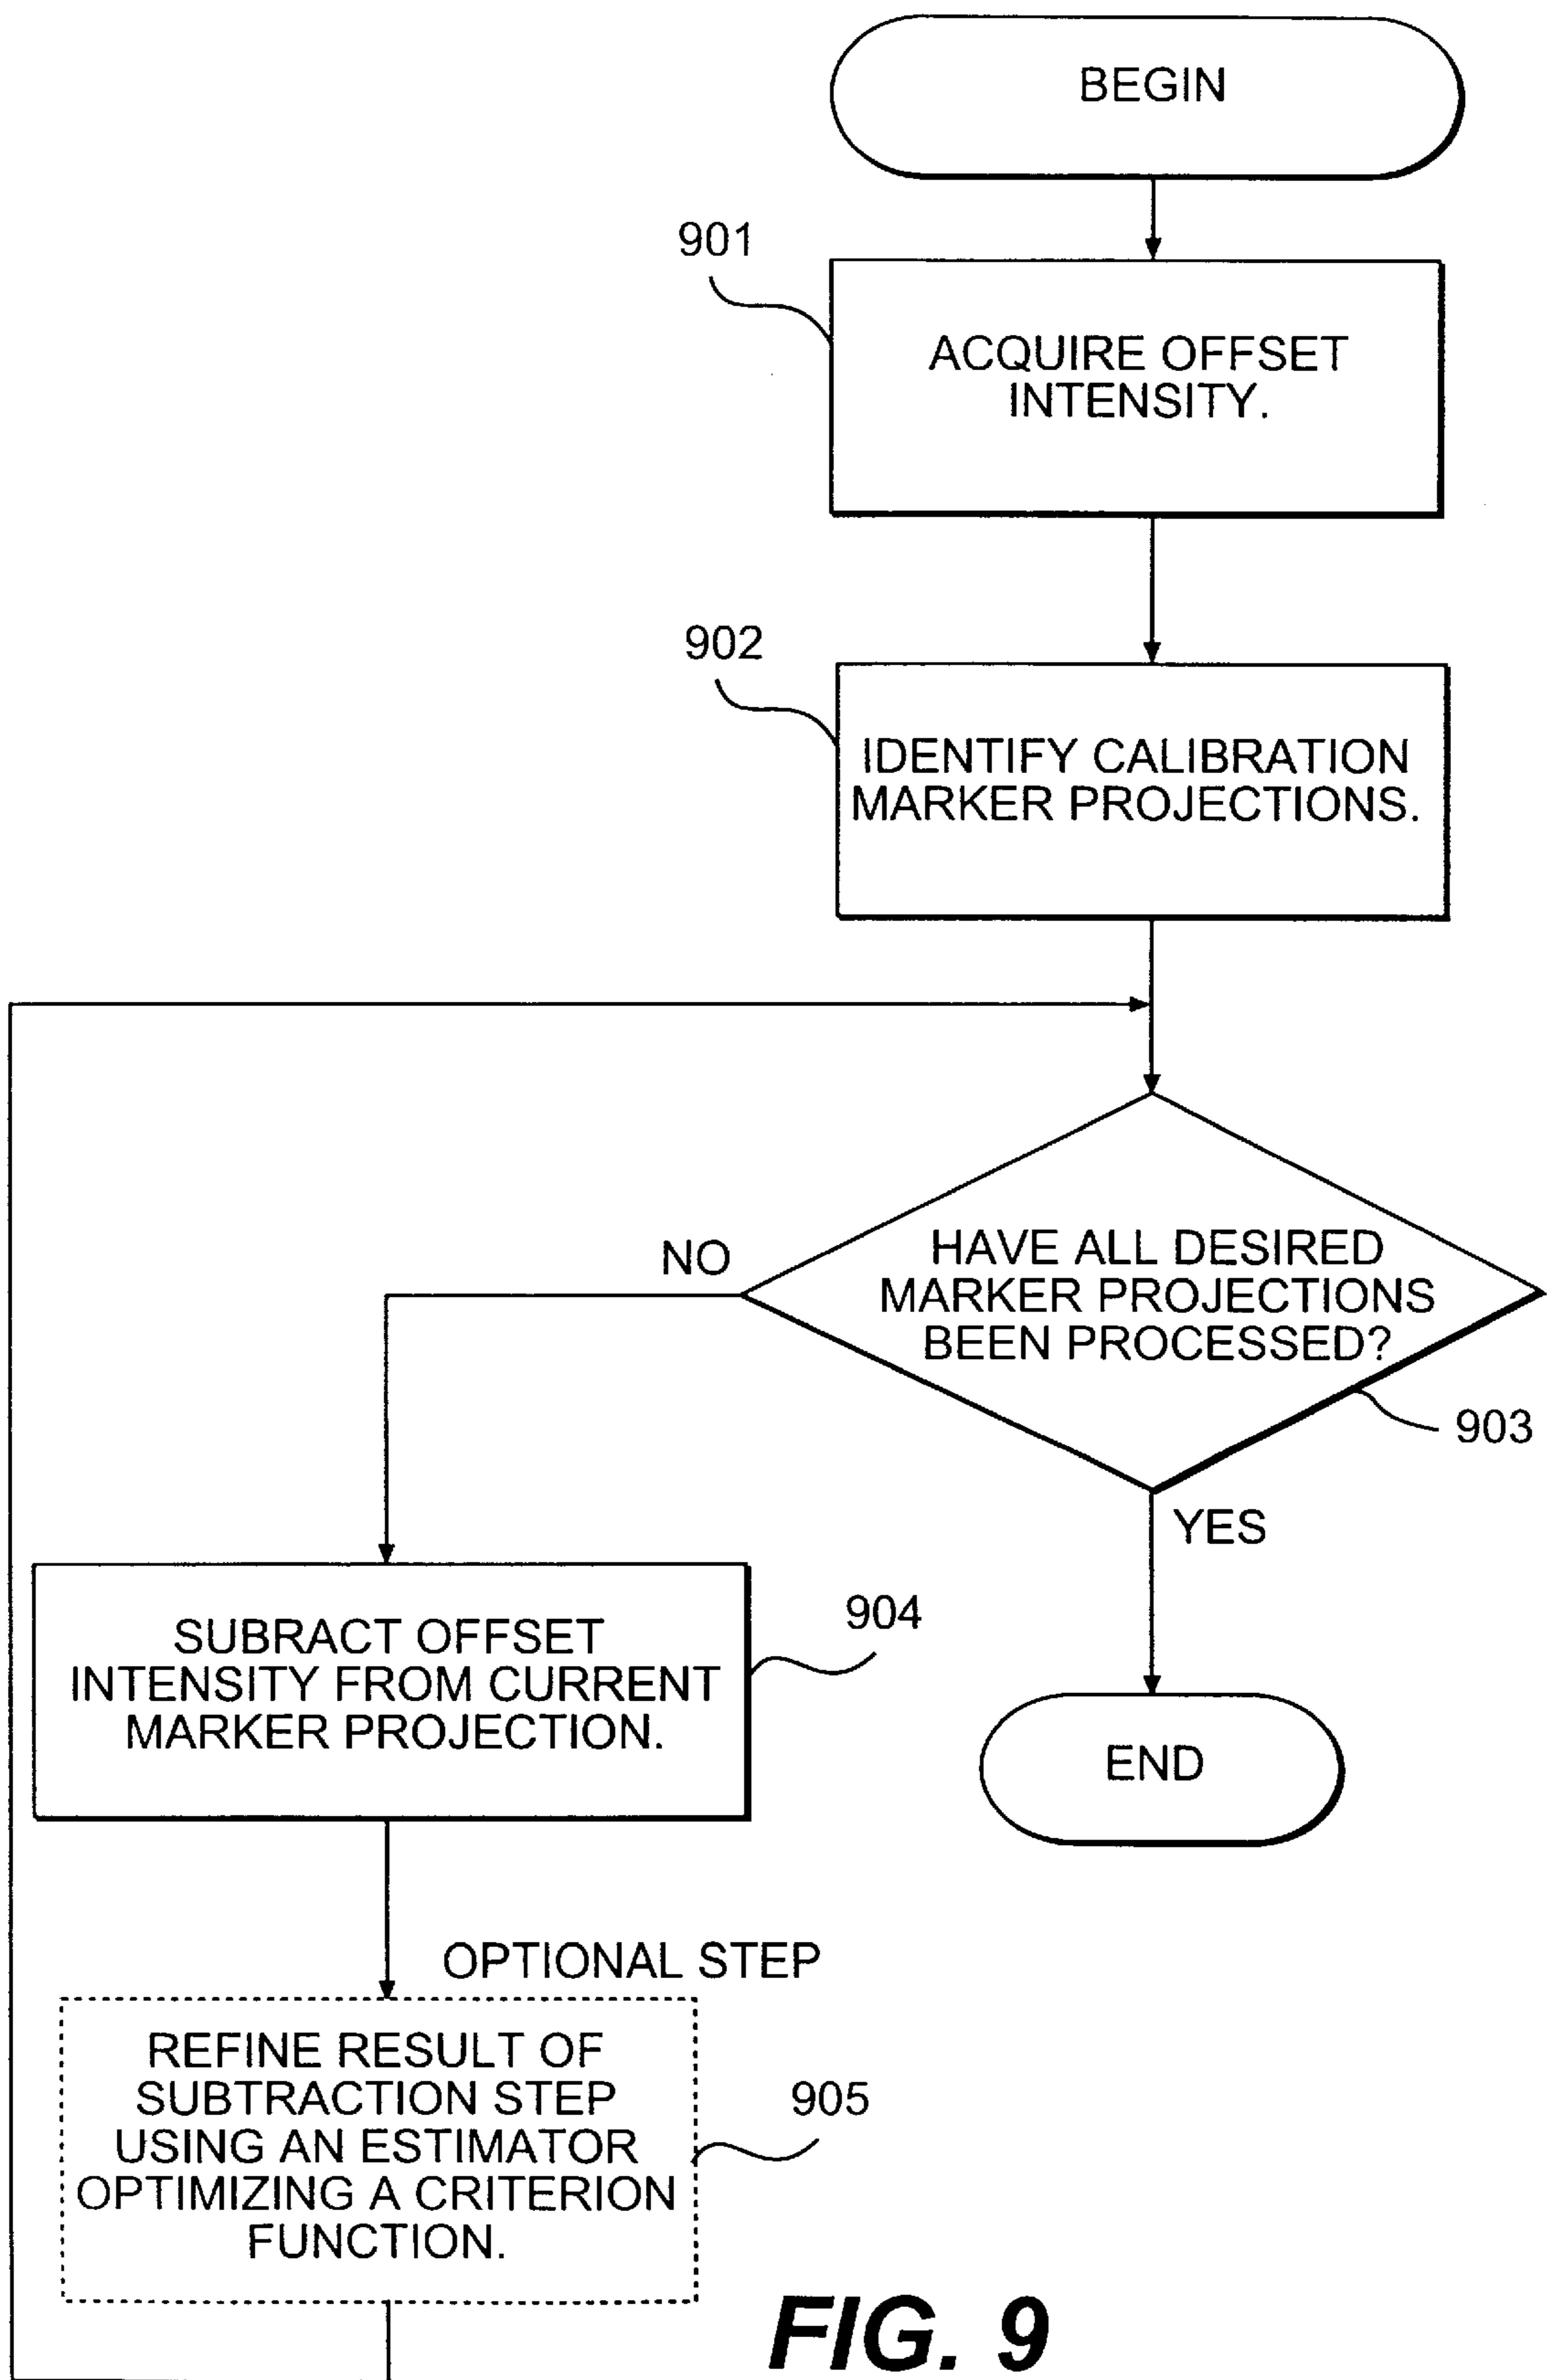 BEGIN
901
ACQUIRE OFFSET
INTENSITY.
902
IDENTIFY CALIBRATION
MARKER PROJECTIONS.
HAVE ALL DESIRED
MARKER PROJECTIONS
BEEN PROCESSED?
NO
903
YES
SUBRACT OFFSET
INTENSITY FROM CURRENT
MARKER PROJECTION.
904
END
OPTIONAL STEP
REFINE RESULT OF
SUBTRACTION STEP
USING AN ESTIMATOR
OPTIMIZING A CRITERION
FUNCTION.
905
FIG. 9